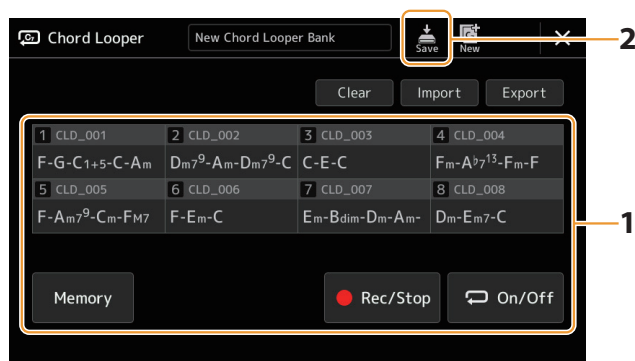 Cr Chord Looper New Chord Looper Bank Save New × 2
Clear Import Export
1 CLD_001 2 CLD_002 3 CLD_003 4 CLD_004
F-G-C1+5-C-Am Dm7⁹-Am-Dm7⁹-C C-E-C Fm-A♭7¹³-Fm-F
5 CLD_005 6 CLD_006 7 CLD_007 8 CLD_008
F-Am7⁹-Cm-FM7 F-Em-C Em-Bdim-Dm-Am- Dm-Em7-C
1
Memory Rec/Stop On/Off